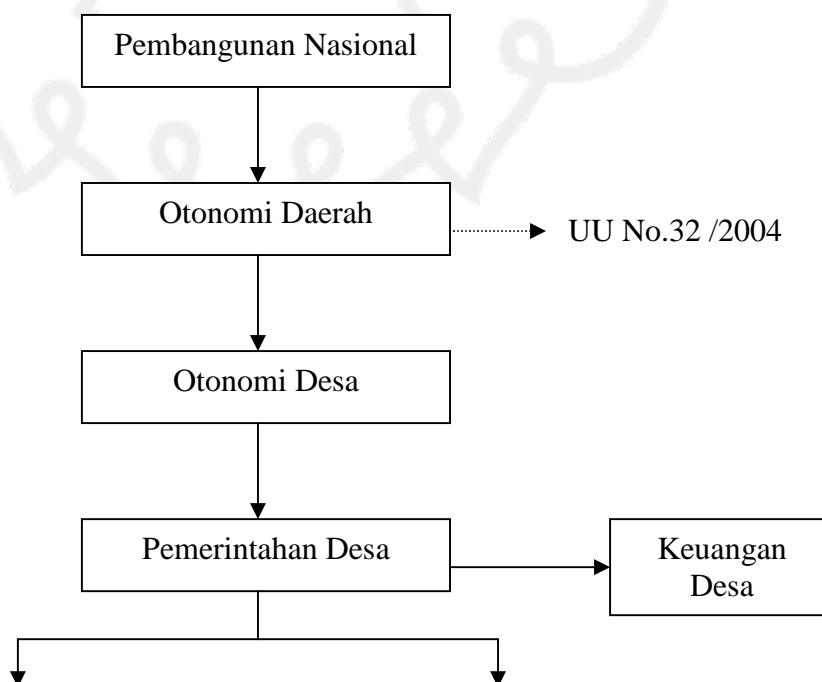 Pembangunan Nasional
Otonomi Daerah
UU No.32 /2004
Otonomi Desa
Pemerintahan Desa
Keuangan
Desa